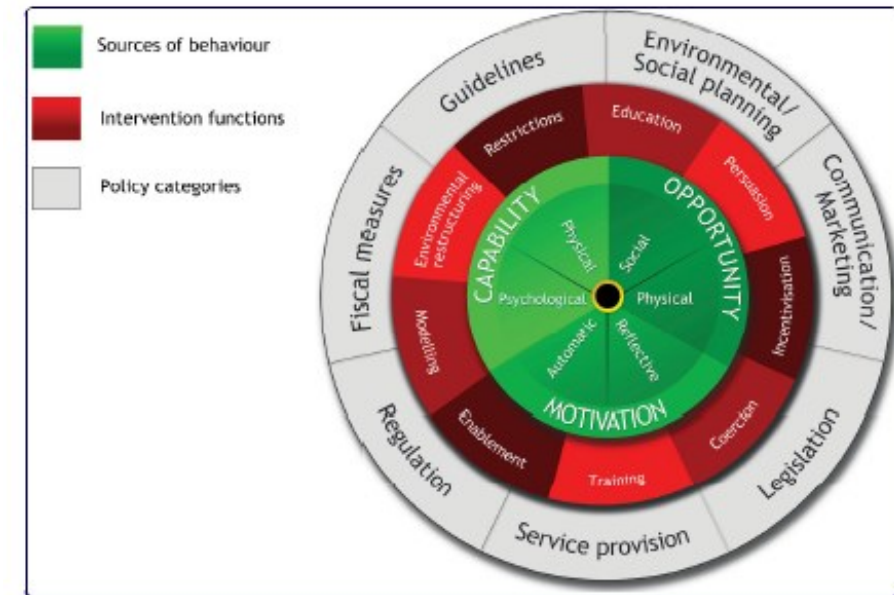 Sources of behaviour
Intervention functions
Policy categories
Guidelines
Environmental/
Social planning
Communication/
Marketing
Legislation
Service provision
Regulation
Fiscal measures
Restrictions
Education
Persuasion
Incentivisation
Coercion
Training
Enablement
Modelling
Environmental
restructuring
CAPABILITY
OPPORTUNITY
MOTIVATION
Physical
Social
Psychological
Physical
Automatic
Reflective